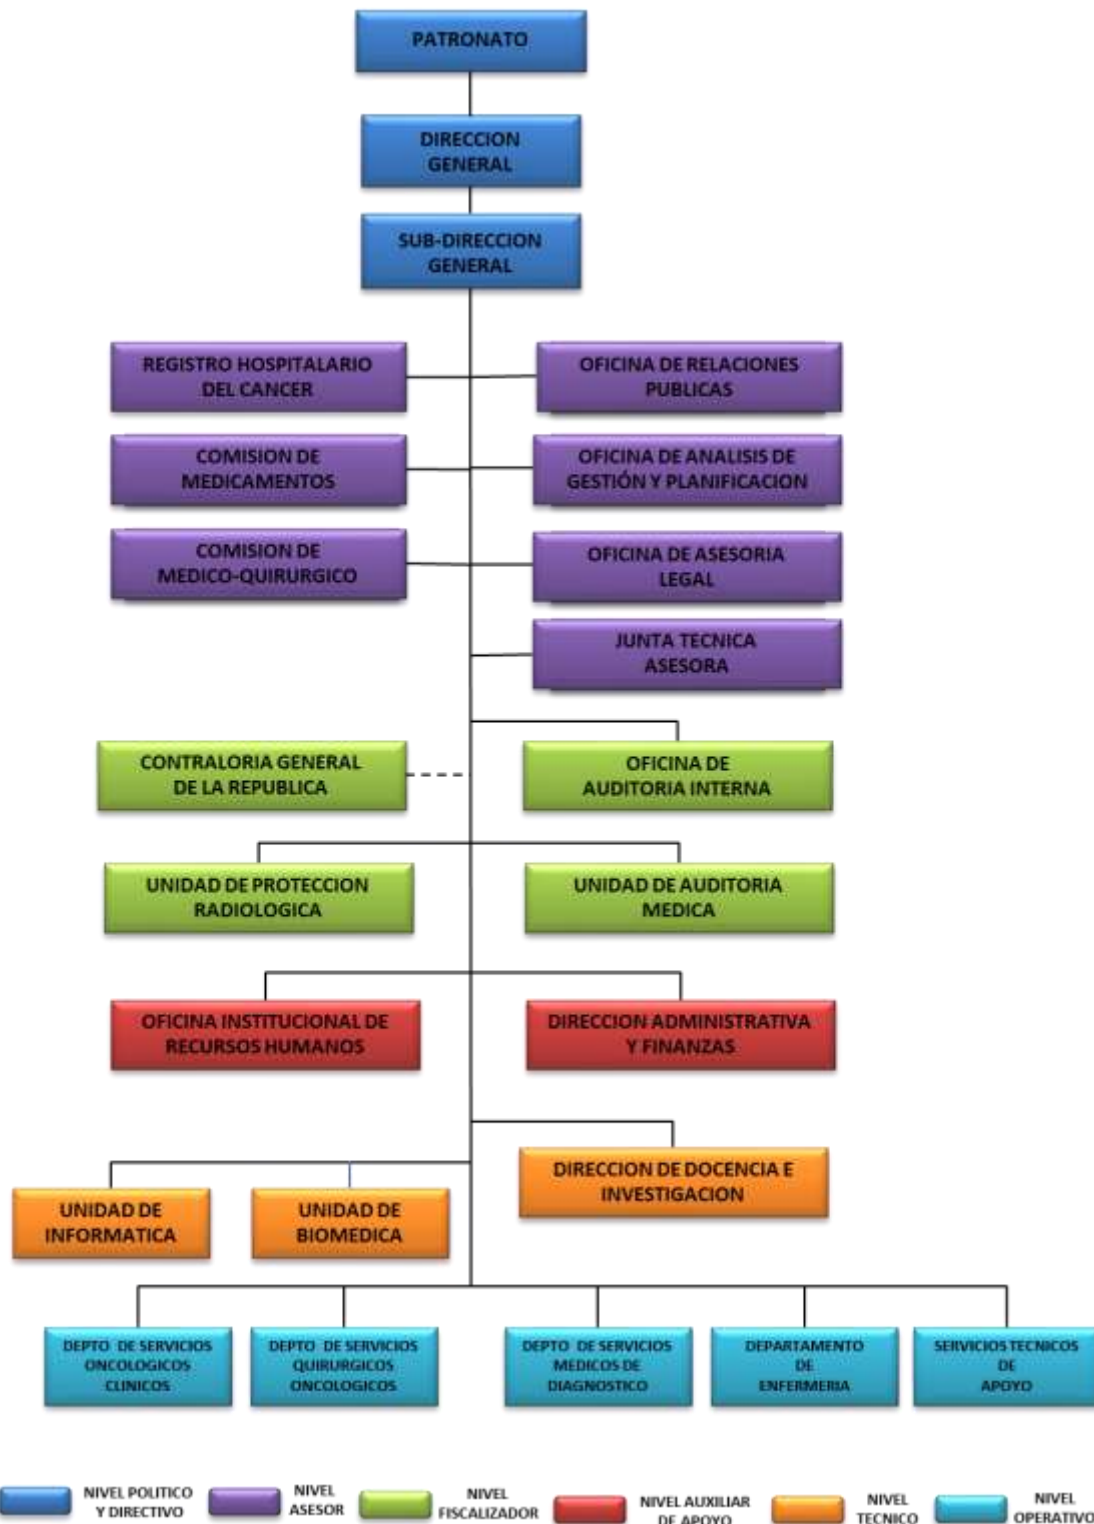 PATRONATO
DIRECCION
GENERAL
SUB-DIRECCION
GENERAL
REGISTRO HOSPITALARIO
DEL CANCER
OFICINA DE RELACIONES
PUBLICAS
COMISION DE
MEDICAMENTOS
OFICINA DE ANALISIS DE
GESTIÓN Y PLANIFICACION
COMISION DE
MEDICO-QUIRURGICO
OFICINA DE ASESORIA
LEGAL
JUNTA TECNICA
ASESORA
CONTRALORIA GENERAL
DE LA REPUBLICA
OFICINA DE
AUDITORIA INTERNA
UNIDAD DE PROTECCION
RADIOLOGICA
UNIDAD DE AUDITORIA
MEDICA
OFICINA INSTITUCIONAL DE
RECURSOS HUMANOS
DIRECCION ADMINISTRATIVA
Y FINANZAS
DIRECCION DE DOCENCIA E
INVESTIGACION
UNIDAD DE
INFORMATICA
UNIDAD DE
BIOMEDICA
DEPTO DE SERVICIOS
ONCOLOGICOS
CLINICOS
DEPTO DE SERVICIOS
QUIRURGICOS
ONCOLOGICOS
DEPTO DE SERVICIOS
MEDICOS DE
DIAGNOSTICO
DEPARTAMENTO
DE
ENFERMERIA
SERVICIOS TECNICOS
DE
APOYO
NIVEL POLITICO
Y DIRECTIVO
NIVEL
ASESOR
NIVEL
FISCALIZADOR
NIVEL AUXILIAR
DE APOYO
NIVEL
TECNICO
NIVEL
OPERATIVO